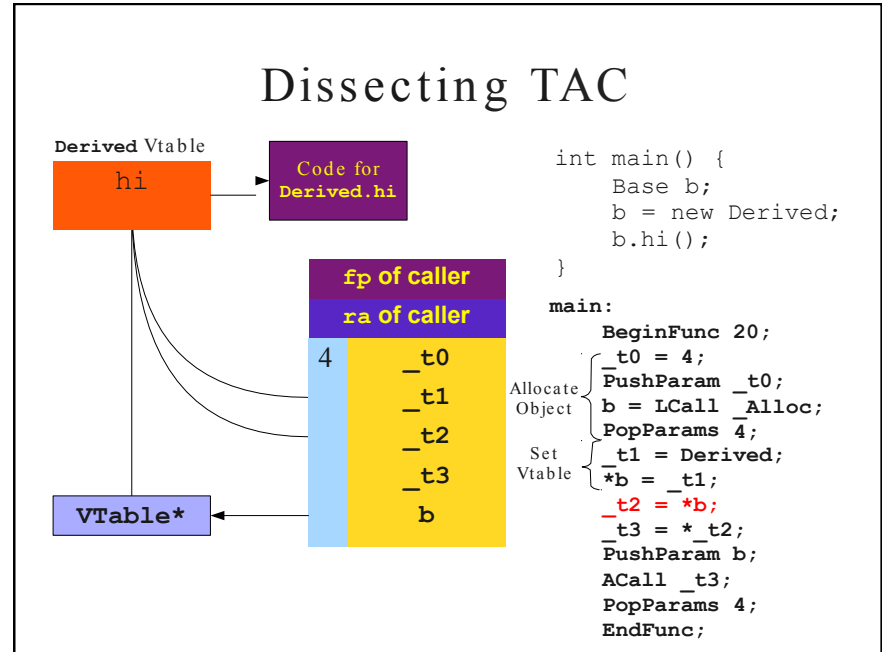 Dissecting TAC
Derived Vtable
hi
Code for
Derived.hi
fp of caller
ra of caller
4 _t0
_t1
_t2
_t3
b
VTable*
int main() {
Base b;
b = new Derived;
b.hi();
}
main:
BeginFunc 20;
_t0 = 4;
PushParam _t0;
b = LCall _Alloc;
PopParams 4;
_t1 = Derived;
*b = _t1;
_t2 = *b;
_t3 = *_t2;
PushParam b;
ACall _t3;
PopParams 4;
EndFunc;
Allocate
Object
Set
Vtable